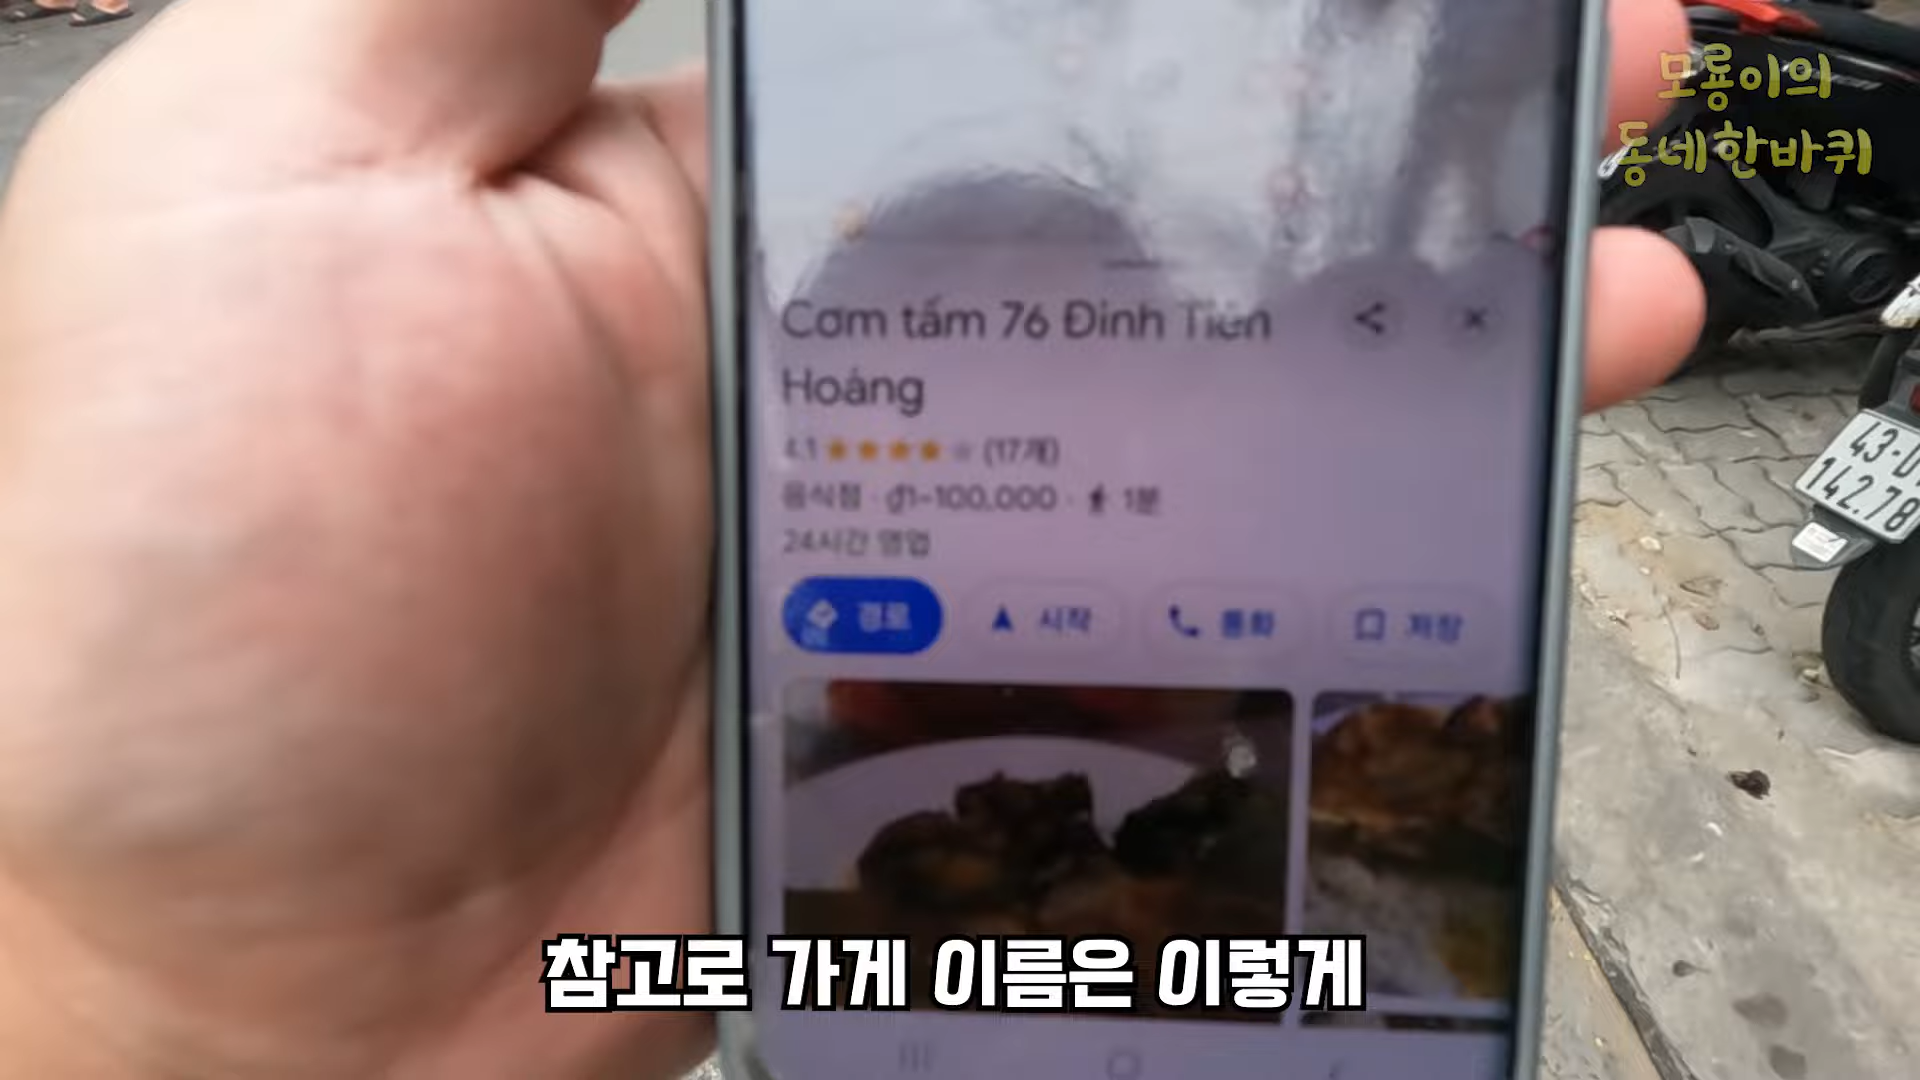 모룡이의
동네한바퀴
Cơm tấm 76 Đinh Tiên
Hoàng
4.1 (17개)
음식점 · ₫1~100,000 · 1분
24시간 영업
경로
시작
통화
저장
43-D
142.78
참고로 가게 이름은 이렇게